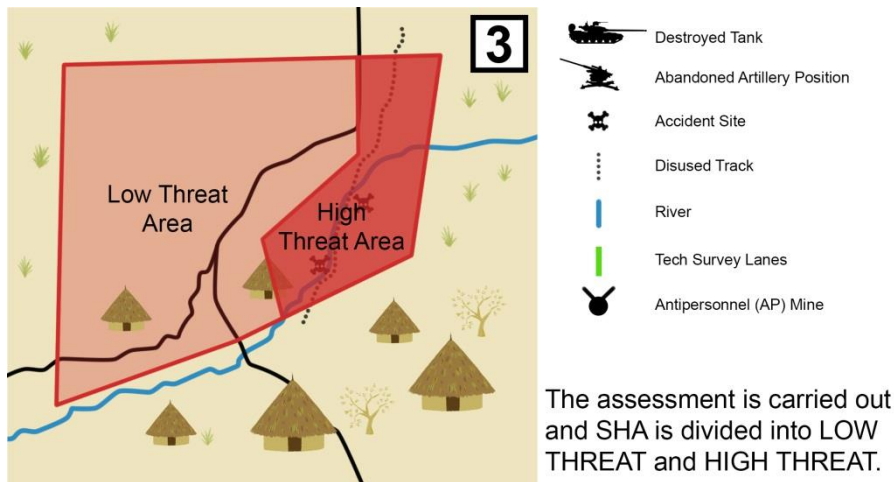 3
Low Threat
Area
High
Threat Area
Destroyed Tank
Abandoned Artillery Position
Accident Site
Disused Track
River
Tech Survey Lanes
Antipersonnel (AP) Mine
The assessment is carried out
and SHA is divided into LOW
THREAT and HIGH THREAT.